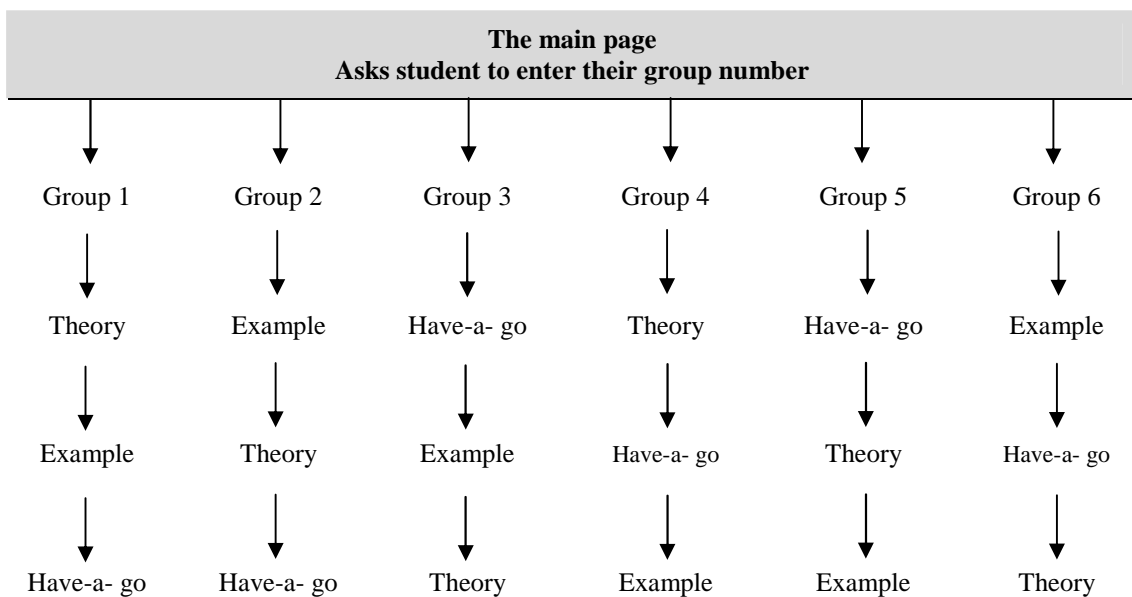 The main page
Asks student to enter their group number
Group 1 Group 2 Group 3 Group 4 Group 5 Group 6
Theory Example Have-a- go Theory Have-a- go Example
Example Theory Example Have-a- go Theory Have-a- go
Have-a- go Have-a- go Theory Example Example Theory